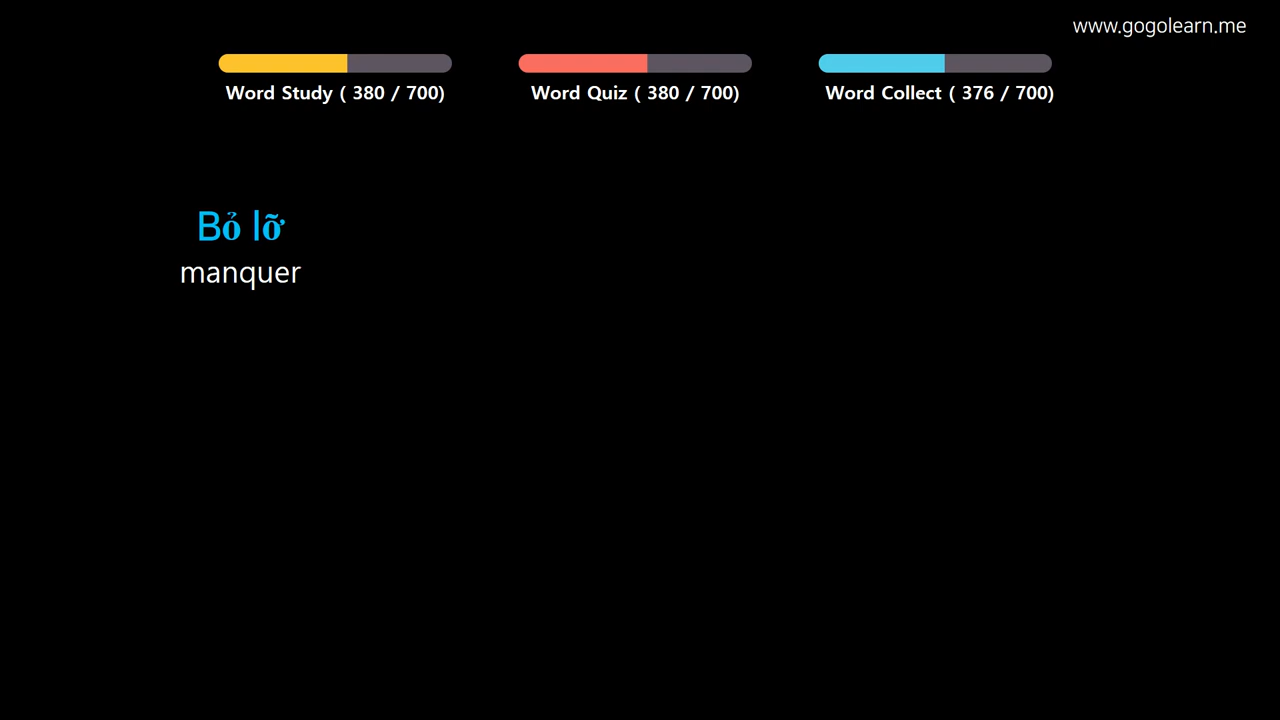 www.gogolearn.me
Word Study ( 380 / 700)
Word Quiz ( 380 / 700)
Word Collect ( 376 / 700)
Bỏ lỡ
manquer